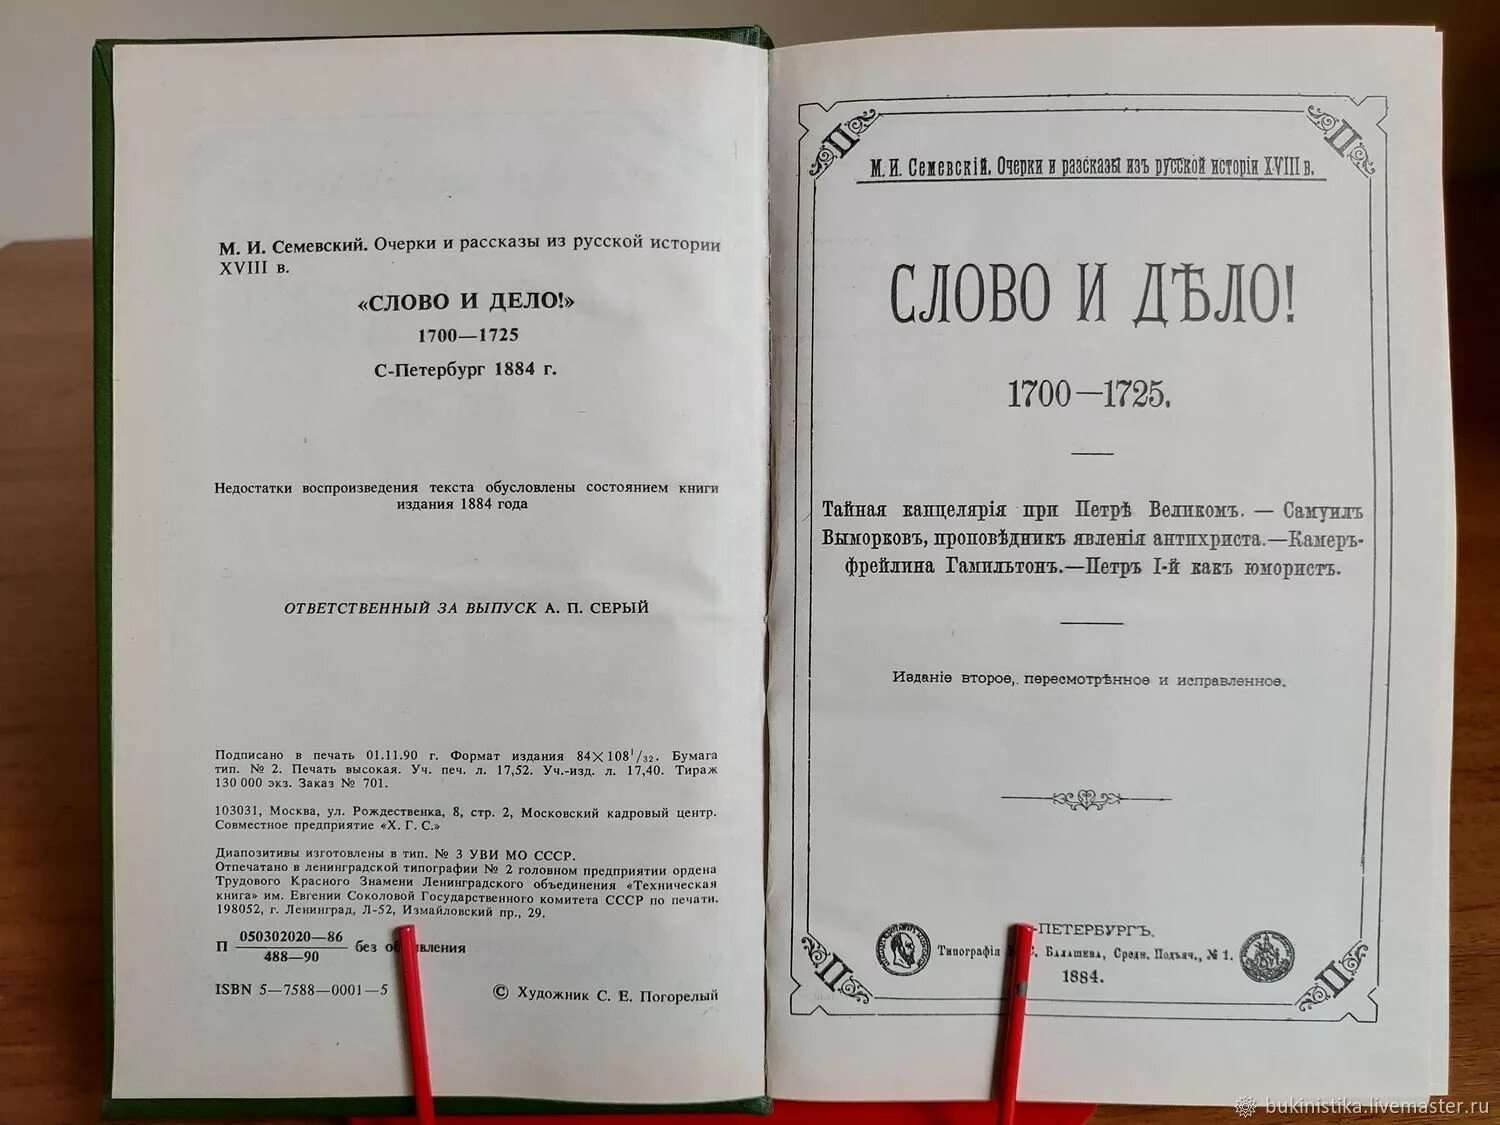 М. И. Семевский. Очерки и рассказы из русской истории
XVIII в.
«СЛОВО И ДЕЛО!»
1700—1725
С-Петербург 1884 г.
Недостатки воспроизведения текста обусловлены состоянием книги
издания 1884 года
ОТВЕТСТВЕННЫЙ ЗА ВЫПУСК А. П. СЕРЫЙ
Подписано в печать 01.11.90 г. Формат издания 84×108¹/₃₂. Бумага
тип. № 2. Печать высокая. Уч. печ. л. 17,52. Уч.-изд. л. 17,40. Тираж
130 000 экз. Заказ № 701.
103031, Москва, ул. Рождественка, 8, стр. 2, Московский кадровый центр.
Совместное предприятие «Х. Г. С.»
Диапозитивы изготовлены в тип. № 3 УВИ МО СССР.
Отпечатано в ленинградской типографии № 2 головном предприятии ордена
Трудового Красного Знамени Ленинградского объединения «Техническая
книга» им. Евгении Соколовой Государственного комитета СССР по печати.
198052, г. Ленинград, Л-52, Измайловский пр., 29.
П 050302020—86 без
488—90
ISBN 5—7588—0001—5
© Художник С. Е. Погорелый
М. И. Семевскій. Очерки и разсказы изъ русской исторіи XVIII в.
СЛОВО И ДѢЛО!
1700—1725.
Тайная канцелярія при Петрѣ Великомъ. — Самуилъ
Выморковъ, проповѣдникъ явленія антихриста.—Камеръ-
фрейлина Гамильтонъ.—Петръ I-й какъ юмористъ.
Изданіе второе, пересмотрѣнное и исправленное.
-ПЕТЕРБУРГЪ.
Типографія С. Балашева, Средн. Подъяч., № 1.
1884.
bukinistika.livemaster.ru